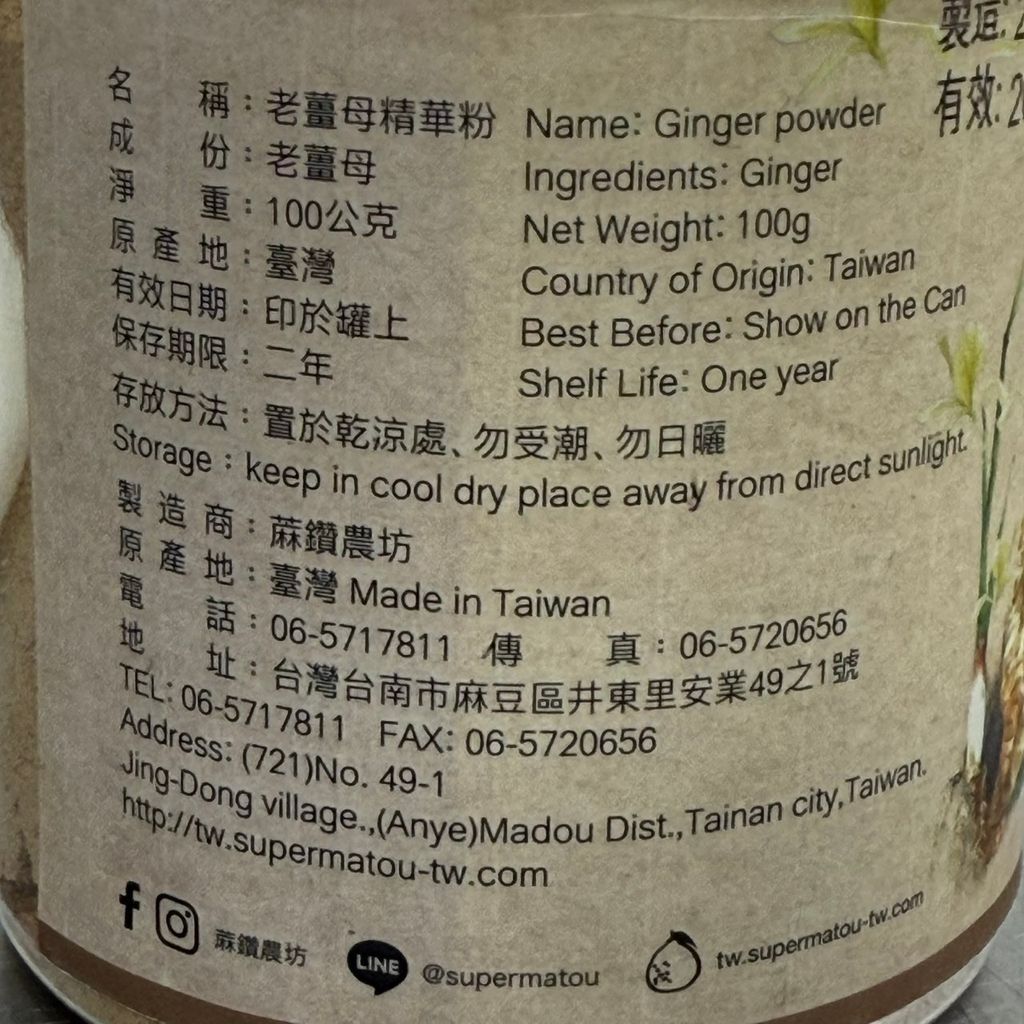 製造: 2
有效: 2
名稱：老薑母精華粉 Name: Ginger powder
成份：老薑母 Ingredients: Ginger
淨重：100公克 Net Weight: 100g
原產地：臺灣 Country of Origin: Taiwan
有效日期：印於罐上 Best Before: Show on the Can
保存期限：二年 Shelf Life: One year
存放方法：置於乾涼處、勿受潮、勿日曬
Storage：keep in cool dry place away from direct sunlight.
製造商：蔴鑽農坊
原產地：臺灣 Made in Taiwan
電話：06-5717811 傳真：06-5720656
地址：台灣台南市麻豆區井東里安業49之1號
TEL: 06-5717811 FAX: 06-5720656
Address: (721)No. 49-1
Jing-Dong village.,(Anye)Madou Dist.,Tainan city,Taiwan.
http://tw.supermatou-tw.com
f 蔴鑽農坊 LINE @supermatou tw.supermatou-tw.com